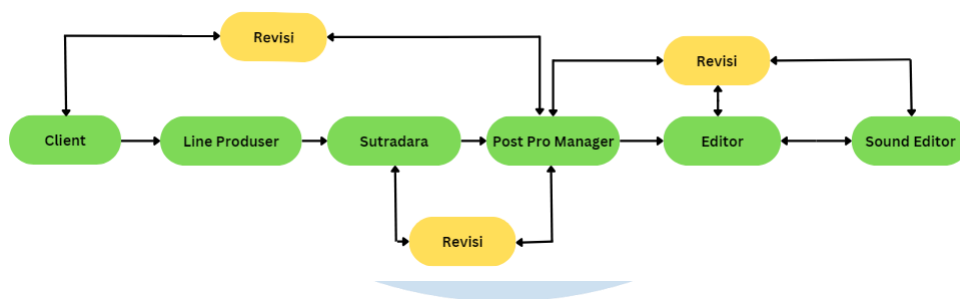 Revisi
Revisi
Client
Line Produser
Sutradara
Post Pro Manager
Editor
Sound Editor
Revisi